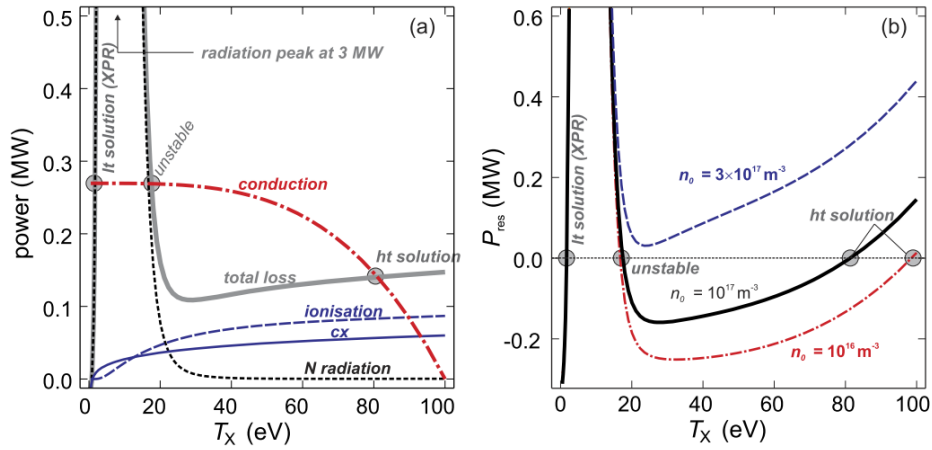 (a)
0.5
0.4
0.3
0.2
0.1
0.0
power (MW)
radiation peak at 3 MW
lt solution (XPR)
unstable
conduction
ht solution
total loss
ionisation
cx
N radiation
0 20 40 60 80 100
T_X (eV)
(b)
0.6
0.4
0.2
0.0
-0.2
P_res (MW)
lt solution (XPR)
n_0 = 3×10^17 m^-3
ht solution
unstable
n_0 = 10^17 m^-3
n_0 = 10^16 m^-3
0 20 40 60 80 100
T_X (eV)